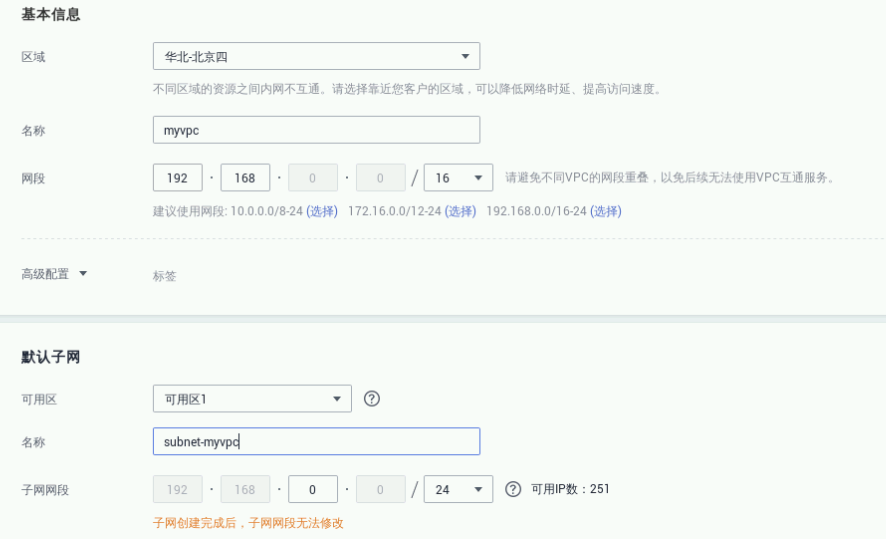 基本信息
区域 华北-北京四
不同区域的资源之间内网不互通。请选择靠近您客户的区域，可以降低网络时延、提高访问速度。
名称 myvpc
网段 192 · 168 · 0 · 0 / 16 请避免不同VPC的网段重叠，以免后续无法使用VPC互通服务。
建议使用网段: 10.0.0.0/8-24 (选择) 172.16.0.0/12-24 (选择) 192.168.0.0/16-24 (选择)
高级配置 标签
默认子网
可用区 可用区1 ?
名称 subnet-myvpc
子网网段 192 · 168 · 0 · 0 / 24 ? 可用IP数：251
子网创建完成后，子网网段无法修改